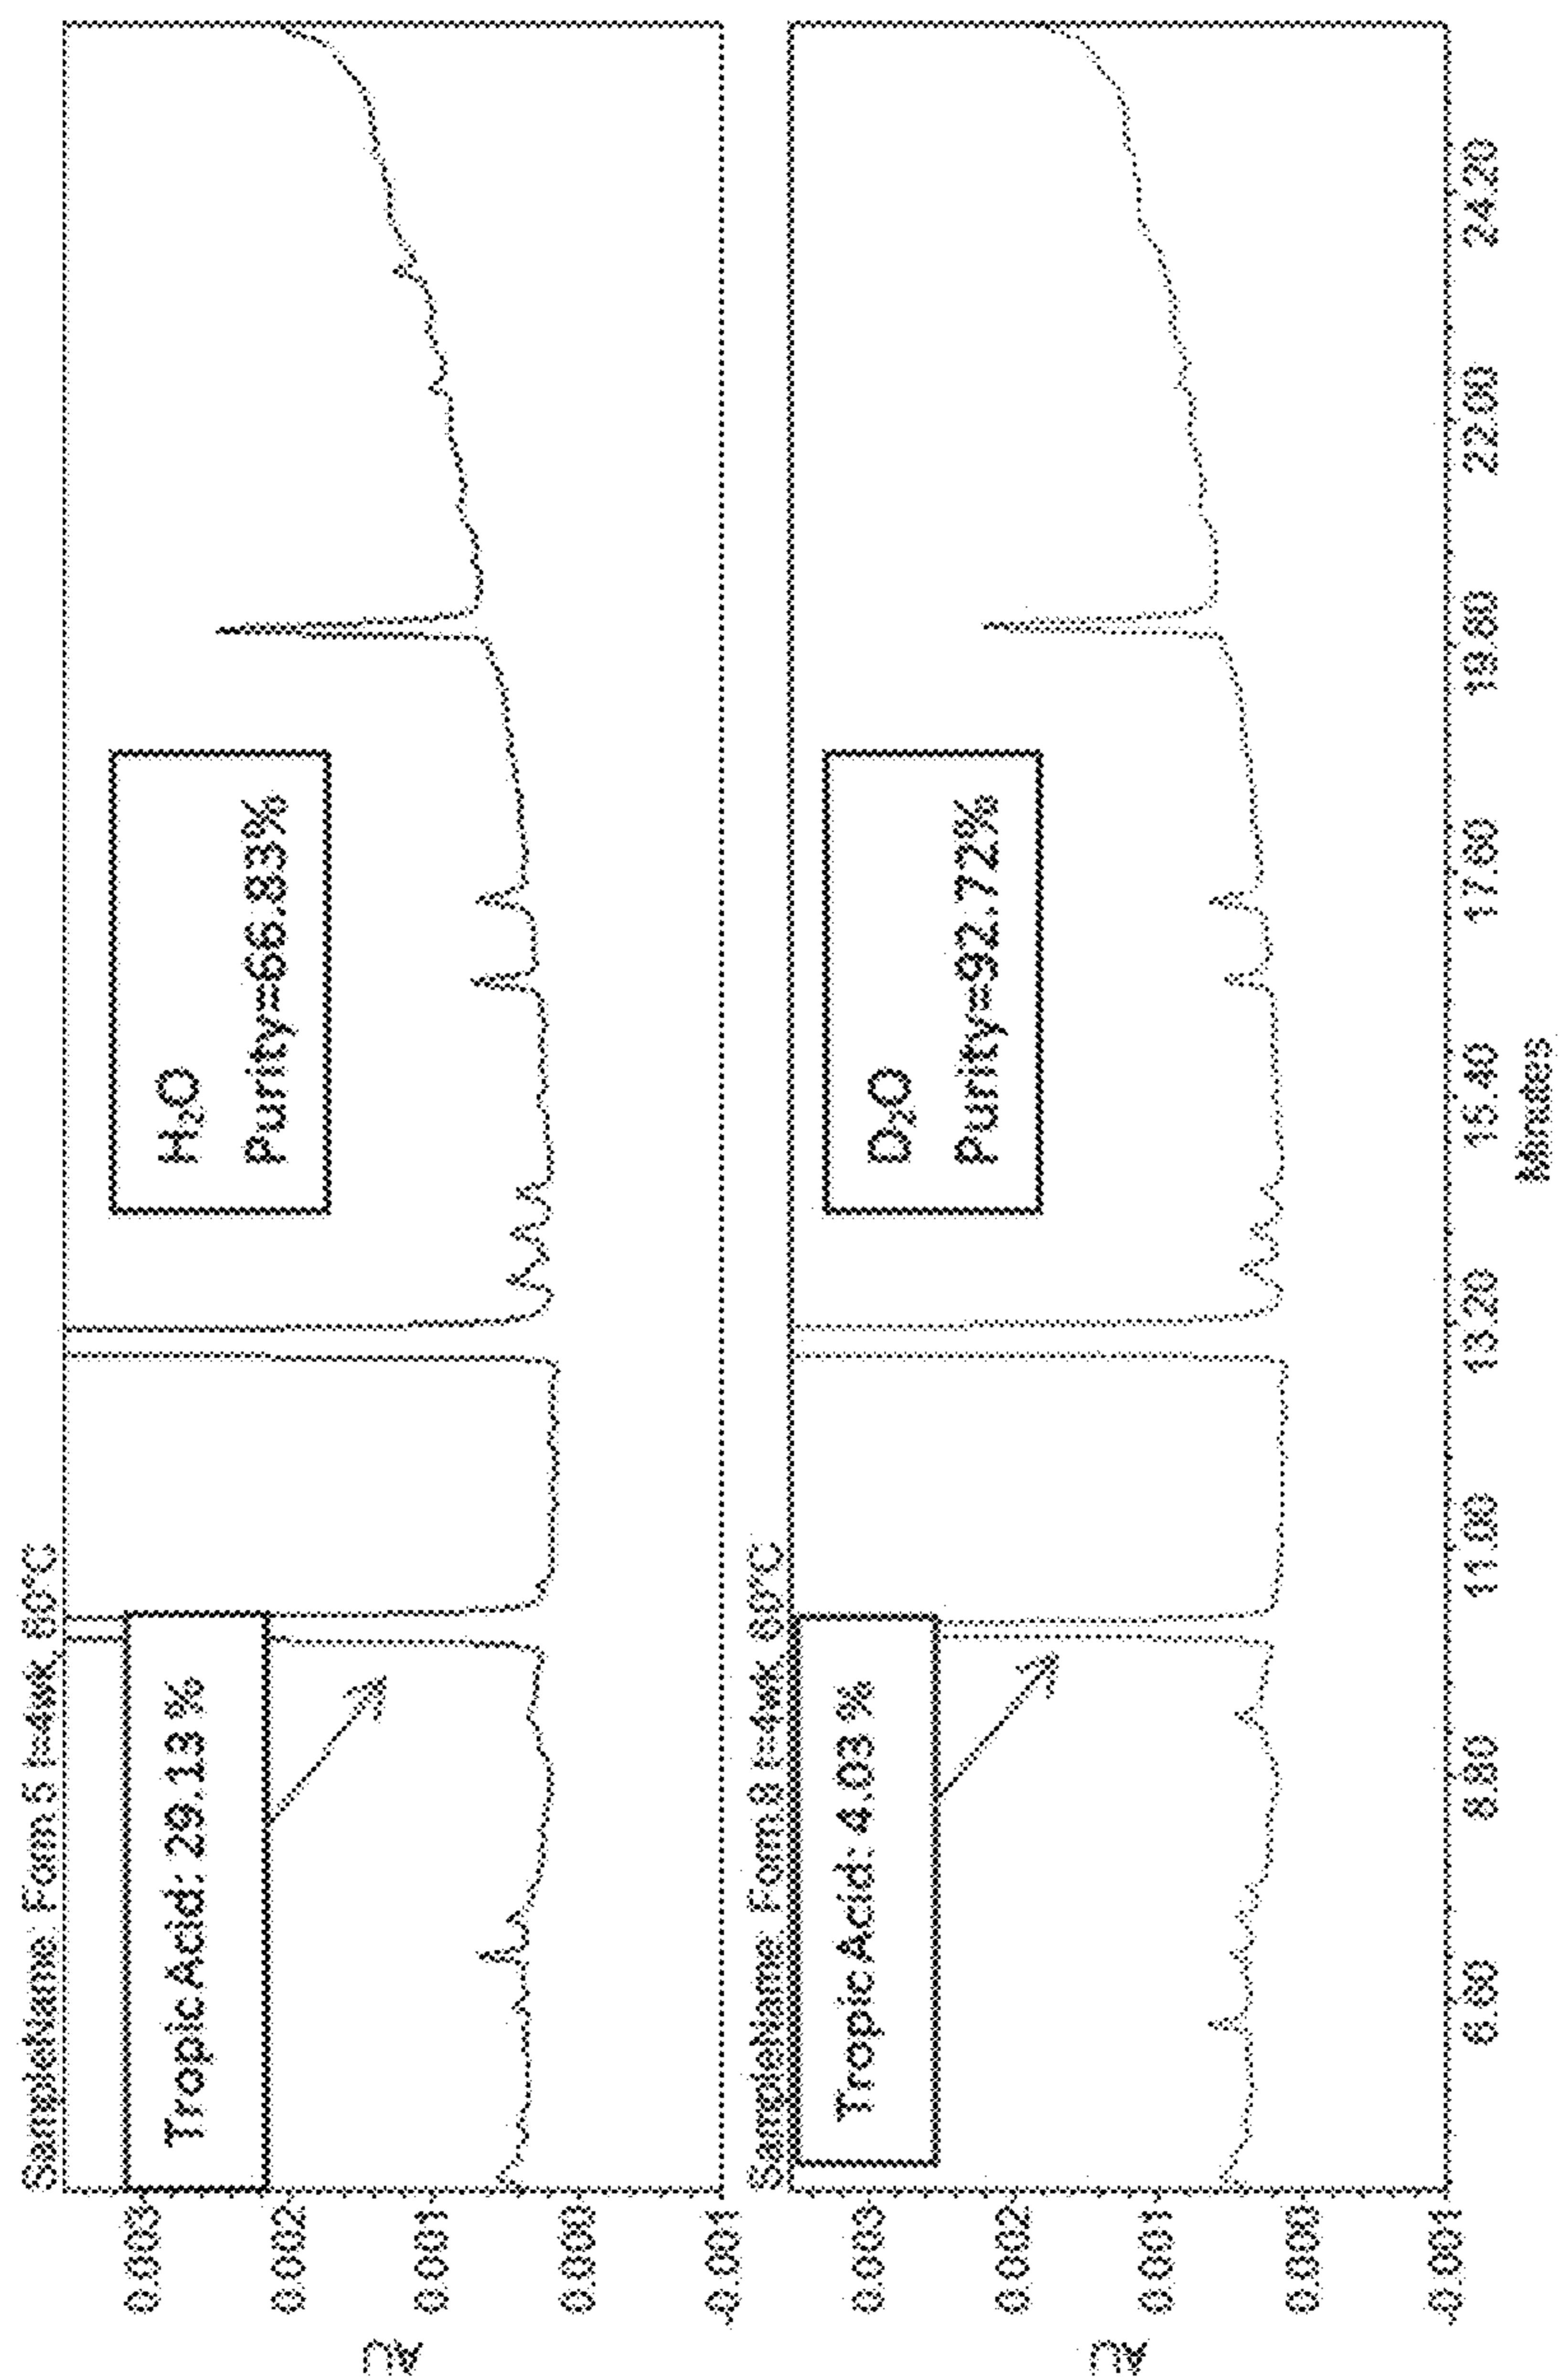 SampleName: Form 5 t=4wk, 80°C
Tropic Acid: 29.13 %
H₂O
Purity=66.83%
AU
0.003
0.002
0.001
0.000
-0.001
SampleName: Form 8 t=4wk, 80°C
Tropic Acid: 4.03 %
D₂O
Purity=92.72%
AU
0.003
0.002
0.001
0.000
-0.001
6.60 8.80 11.00 13.20 15.40 17.60 19.80 22.00 24.20
Minutes